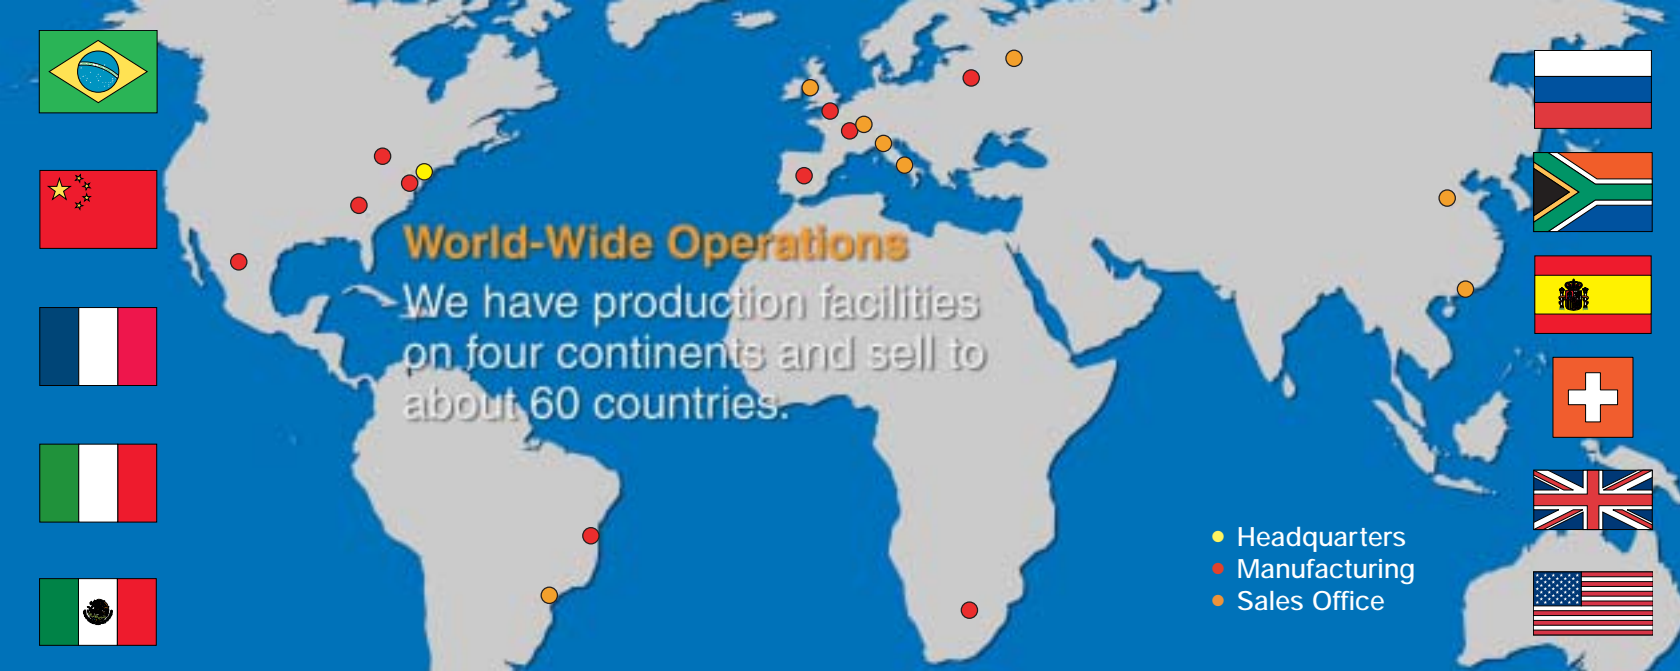 World-Wide Operations
We have production facilities
on four continents and sell to
about 60 countries.
Headquarters
Manufacturing
Sales Office